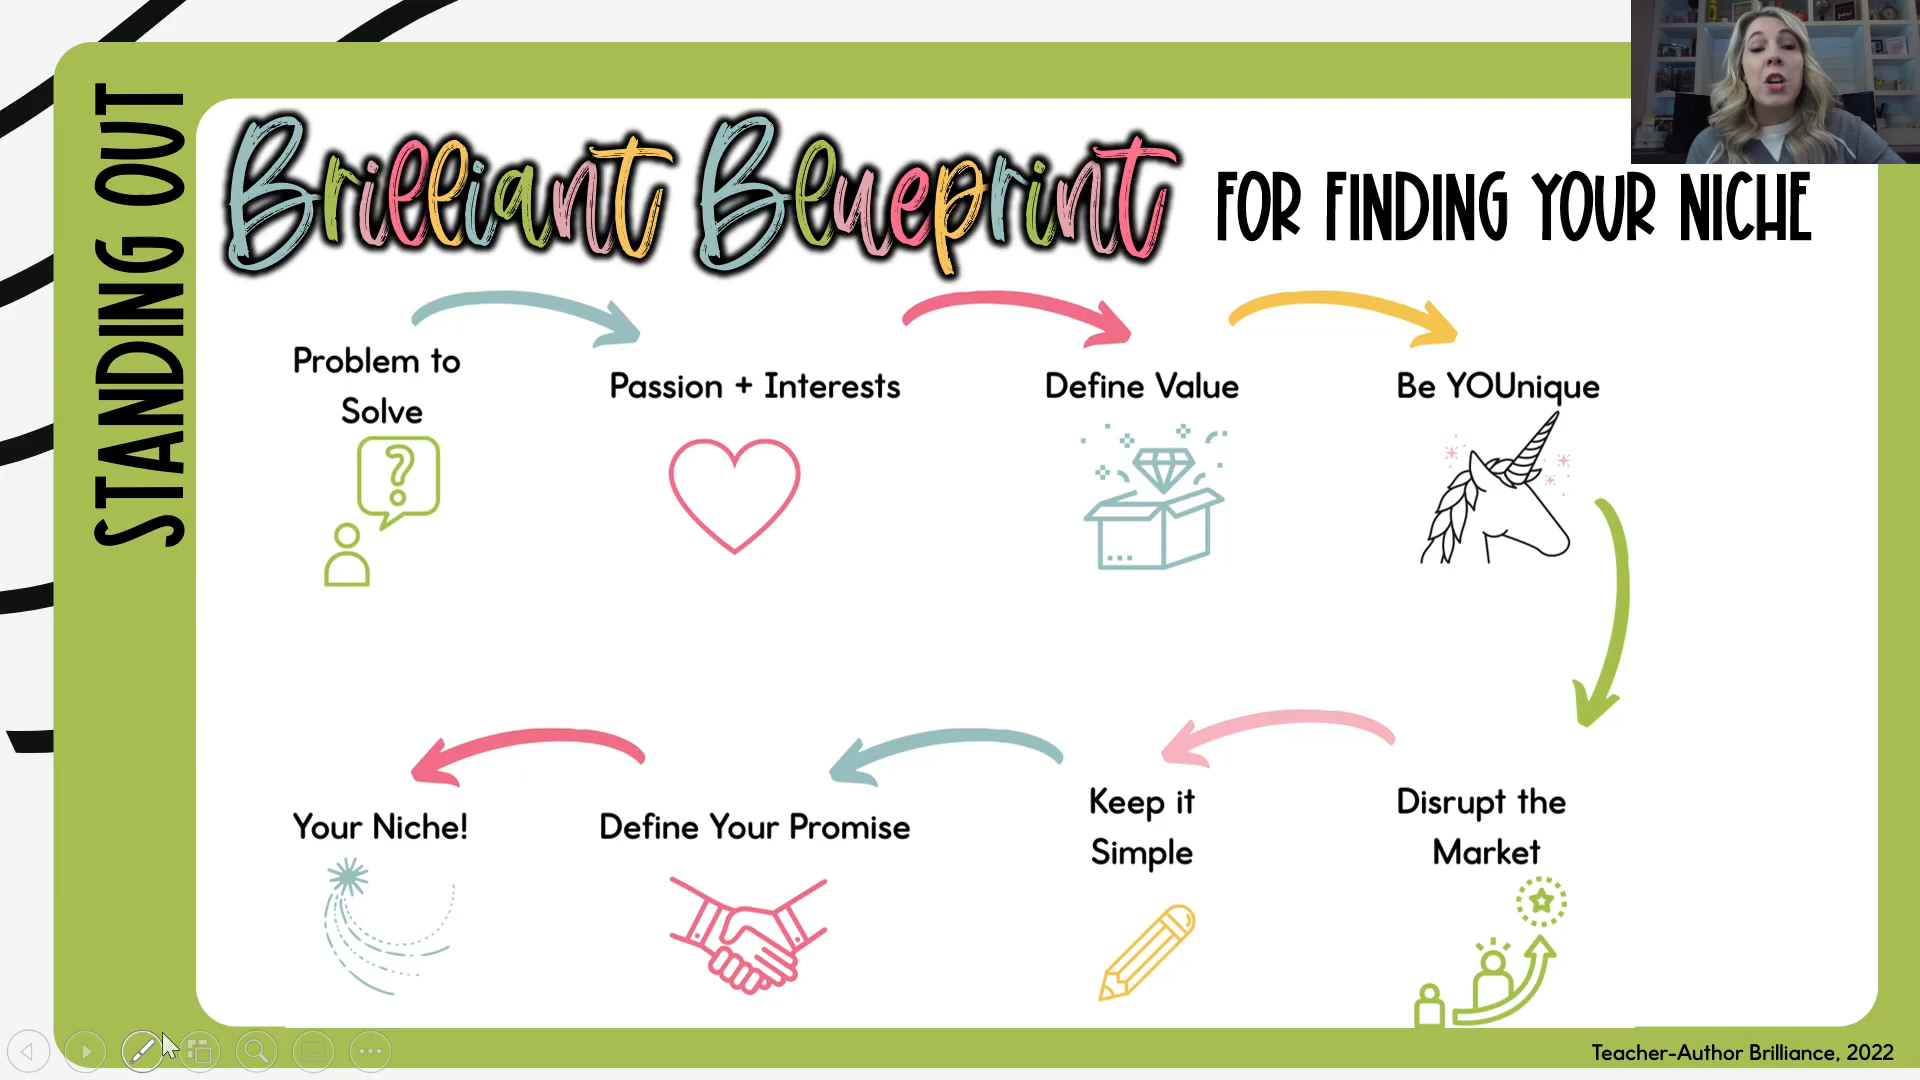 STANDING OUT
Brilliant Blueprint FOR FINDING YOUR NICHE
Problem to
Solve
Passion + Interests
Define Value
Be YOUnique
Your Niche!
Define Your Promise
Keep it
Simple
Disrupt the
Market
Teacher-Author Brilliance, 2022